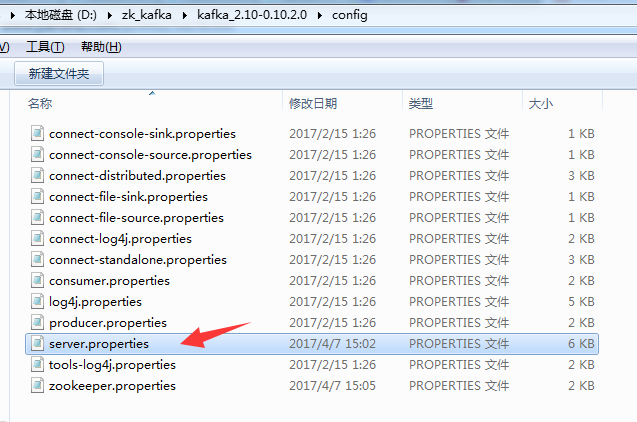 本地磁盘 (D:) ▸ zk_kafka ▸ kafka_2.10-0.10.2.0 ▸ config
V) 工具(T) 帮助(H)
新建文件夹
名称 修改日期 类型 大小
connect-console-sink.properties 2017/2/15 1:26 PROPERTIES 文件 1 KB
connect-console-source.properties 2017/2/15 1:26 PROPERTIES 文件 1 KB
connect-distributed.properties 2017/2/15 1:26 PROPERTIES 文件 3 KB
connect-file-sink.properties 2017/2/15 1:26 PROPERTIES 文件 1 KB
connect-file-source.properties 2017/2/15 1:26 PROPERTIES 文件 1 KB
connect-log4j.properties 2017/2/15 1:26 PROPERTIES 文件 2 KB
connect-standalone.properties 2017/2/15 1:26 PROPERTIES 文件 3 KB
consumer.properties 2017/2/15 1:26 PROPERTIES 文件 2 KB
log4j.properties 2017/2/15 1:26 PROPERTIES 文件 5 KB
producer.properties 2017/2/15 1:26 PROPERTIES 文件 2 KB
server.properties 2017/4/7 15:02 PROPERTIES 文件 6 KB
tools-log4j.properties 2017/2/15 1:26 PROPERTIES 文件 2 KB
zookeeper.properties 2017/4/7 15:05 PROPERTIES 文件 2 KB